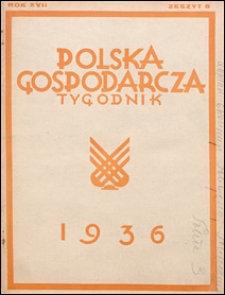 ROK XVII
ZESZYT 8
POLSKA
GOSPODARCZA
TYGODNIK
1936